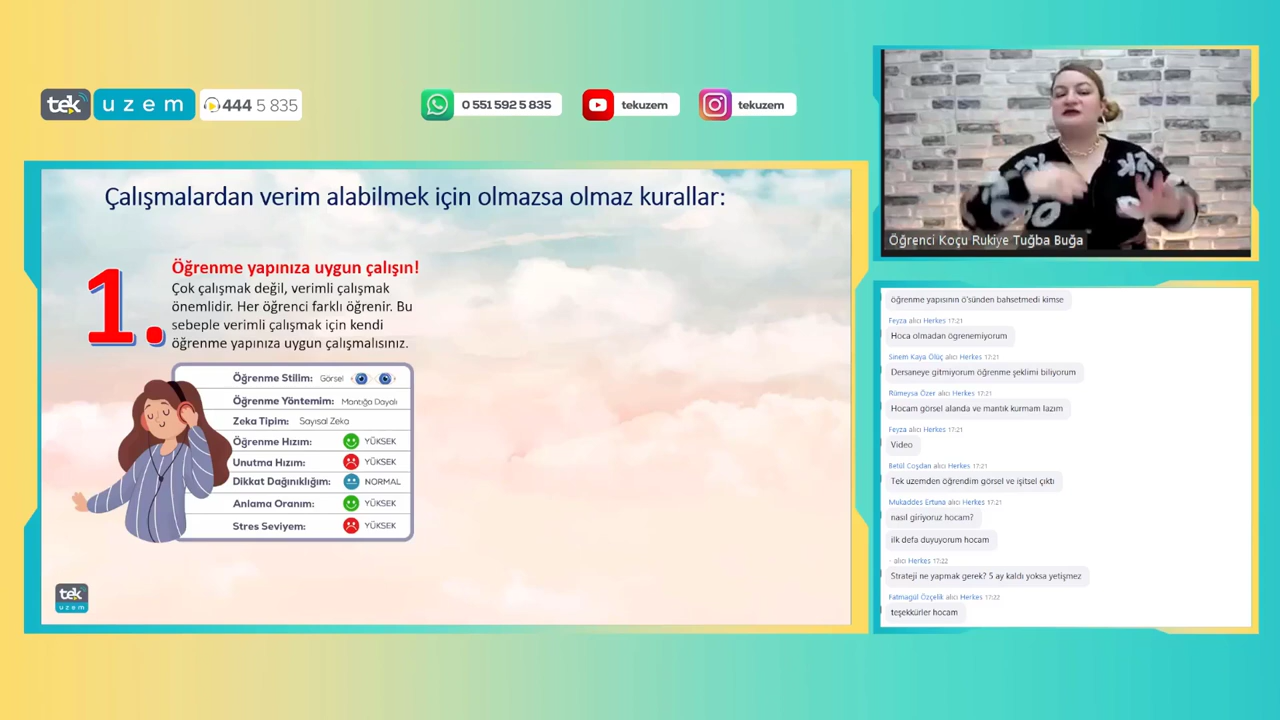 tek uzem 444 5 835
0 551 592 5 835
tekuzem
tekuzem
Çalışmalardan verim alabilmek için olmazsa olmaz kurallar:
1.
Öğrenme yapınıza uygun çalışın!
Çok çalışmak değil, verimli çalışmak
önemlidir. Her öğrenci farklı öğrenir. Bu
sebeple verimli çalışmak için kendi
öğrenme yapınıza uygun çalışmalısınız.
Öğrenme Stilim: Görsel
Öğrenme Yöntemim: Mantığa Dayalı
Zeka Tipim: Sayısal Zeka
Öğrenme Hızım: YÜKSEK
Unutma Hızım: YÜKSEK
Dikkat Dağınıklığım: NORMAL
Anlama Oranım: YÜKSEK
Stres Seviyem: YÜKSEK
tek
uzem
Öğrenci Koçu Rukiye Tuğba Buğa
öğrenme yapısının ö'sünden bahsetmedi kimse
Feyza alıcı Herkes 17:21
Hoca olmadan ögrenemiyorum
Sinem Kaya Ölüç alıcı Herkes 17:21
Dersaneye gitmiyorum öğrenme şeklimi biliyorum
Rümeysa Özer alıcı Herkes 17:21
Hocam görsel alanda ve mantık kurmam lazım
Feyza alıcı Herkes 17:21
Video
Betül Coşdan alıcı Herkes 17:21
Tek uzemden öğrendim görsel ve işitsel çıktı
Mukaddes Ertuna alıcı Herkes 17:21
nasıl giriyoruz hocam?
ilk defa duyuyorum hocam
- alıcı Herkes 17:22
Strateji ne yapmak gerek? 5 ay kaldı yoksa yetişmez
Fatmagül Özçelik alıcı Herkes 17:22
teşekkürler hocam